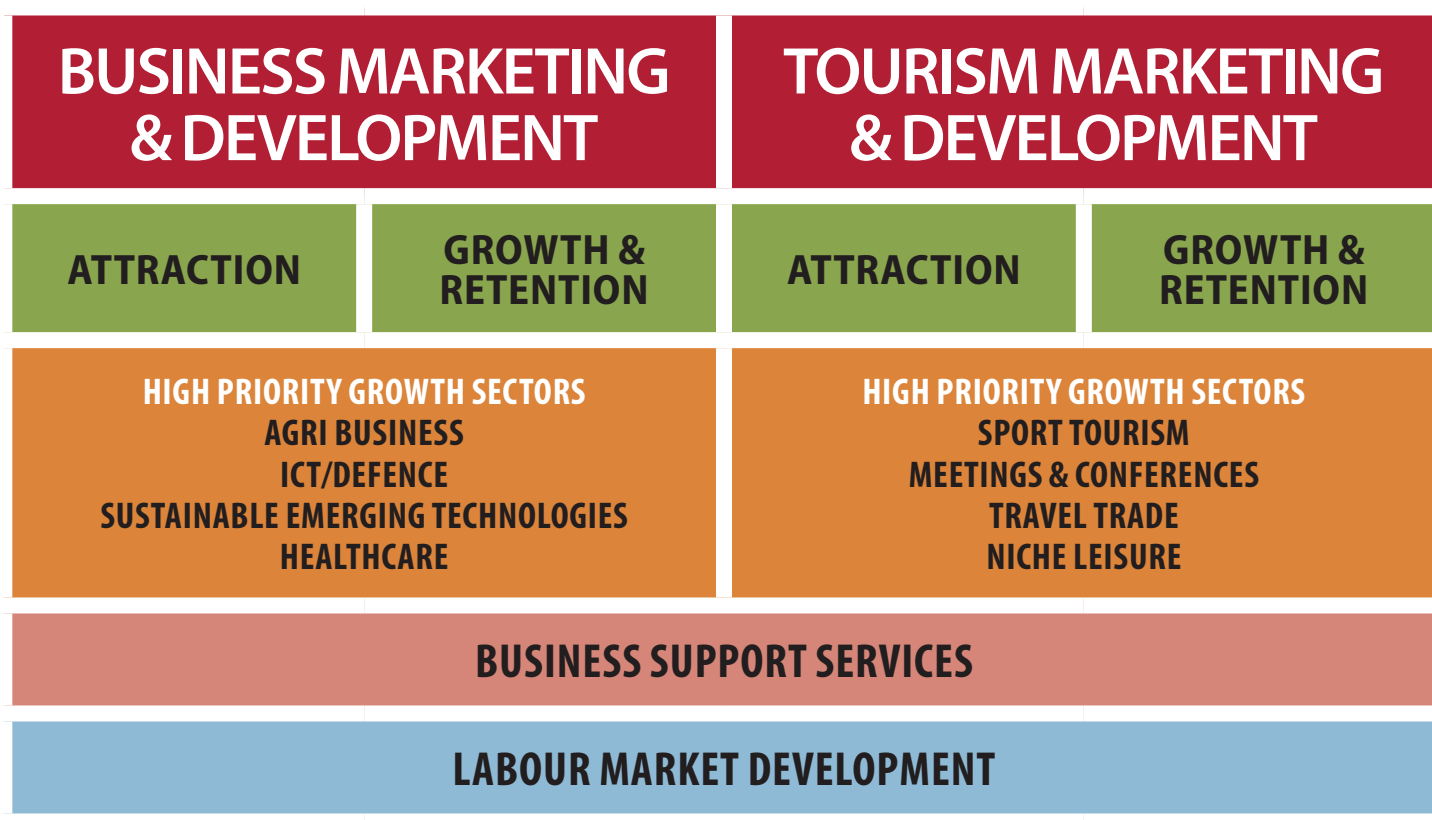 BUSINESS MARKETING
& DEVELOPMENT
TOURISM MARKETING
& DEVELOPMENT
ATTRACTION
GROWTH &
RETENTION
ATTRACTION
GROWTH &
RETENTION
HIGH PRIORITY GROWTH SECTORS
AGRI BUSINESS
ICT/DEFENCE
SUSTAINABLE EMERGING TECHNOLOGIES
HEALTHCARE
HIGH PRIORITY GROWTH SECTORS
SPORT TOURISM
MEETINGS & CONFERENCES
TRAVEL TRADE
NICHE LEISURE
BUSINESS SUPPORT SERVICES
LABOUR MARKET DEVELOPMENT